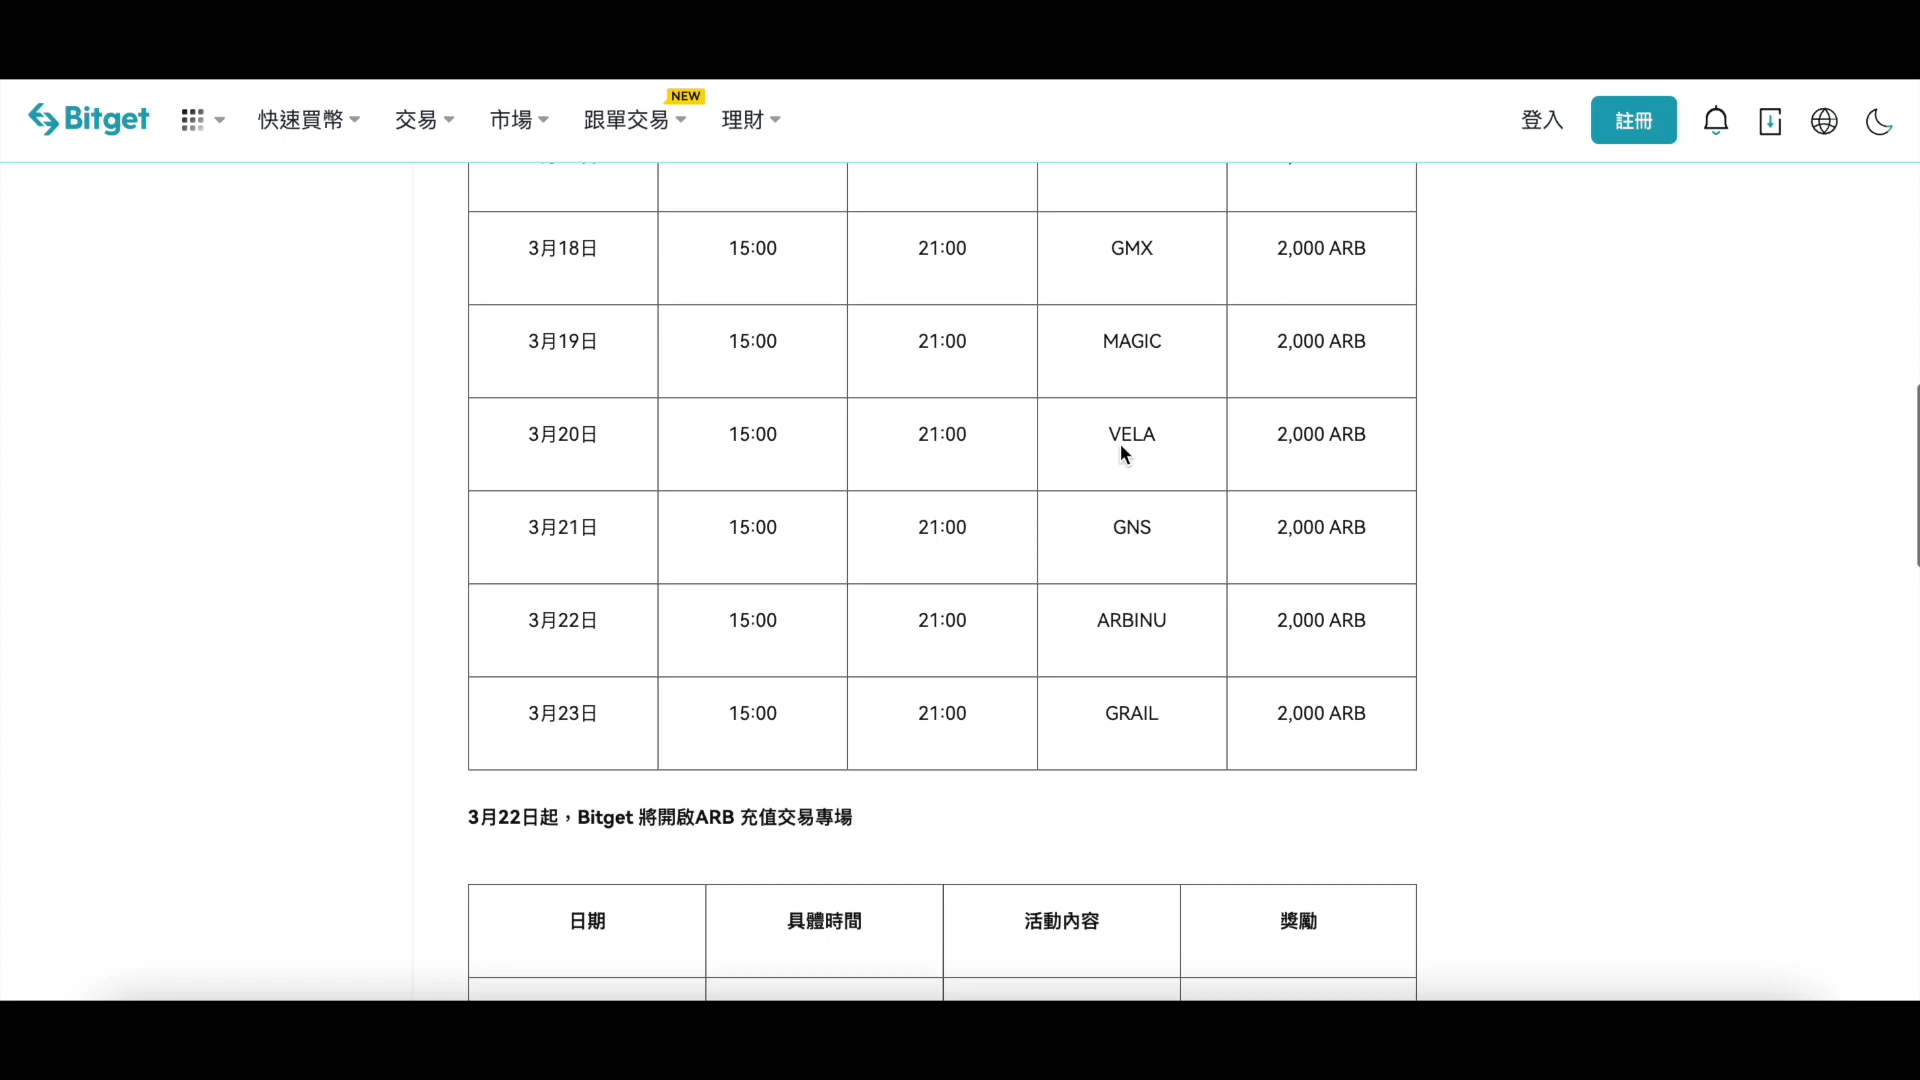 Bitget 快速買幣 交易 市場 跟單交易 NEW 理財 登入 註冊
3月18日 15:00 21:00 GMX 2,000 ARB
3月19日 15:00 21:00 MAGIC 2,000 ARB
3月20日 15:00 21:00 VELA 2,000 ARB
3月21日 15:00 21:00 GNS 2,000 ARB
3月22日 15:00 21:00 ARBINU 2,000 ARB
3月23日 15:00 21:00 GRAIL 2,000 ARB
3月22日起，Bitget 將開啟ARB 充值交易專場
日期 具體時間 活動內容 獎勵